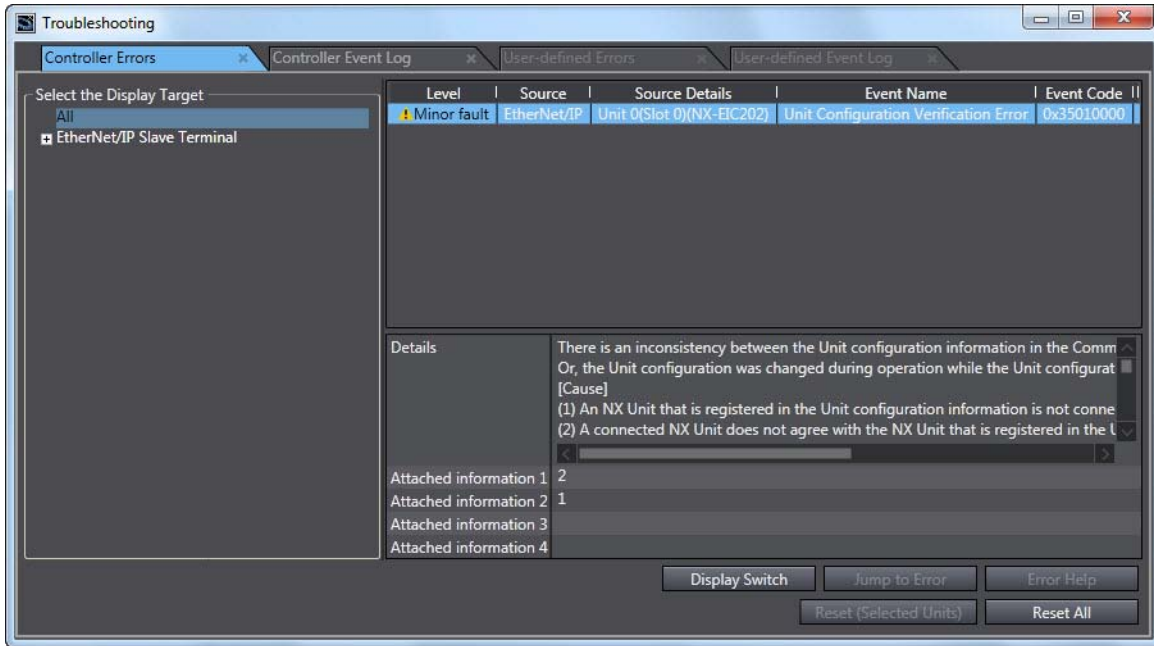 Troubleshooting
Controller Errors
Controller Event Log
User-defined Errors
User-defined Event Log
Select the Display Target
All
EtherNet/IP Slave Terminal
Level Source Source Details Event Name Event Code
Minor fault EtherNet/IP Unit 0(Slot 0)(NX-EIC202) Unit Configuration Verification Error 0x35010000
Details
There is an inconsistency between the Unit configuration information in the Comm
Or, the Unit configuration was changed during operation while the Unit configurat
[Cause]
(1) An NX Unit that is registered in the Unit configuration information is not conne
(2) A connected NX Unit does not agree with the NX Unit that is registered in the
Attached information 1 2
Attached information 2 1
Attached information 3
Attached information 4
Display Switch Jump to Error Error Help
Reset (Selected Units) Reset All